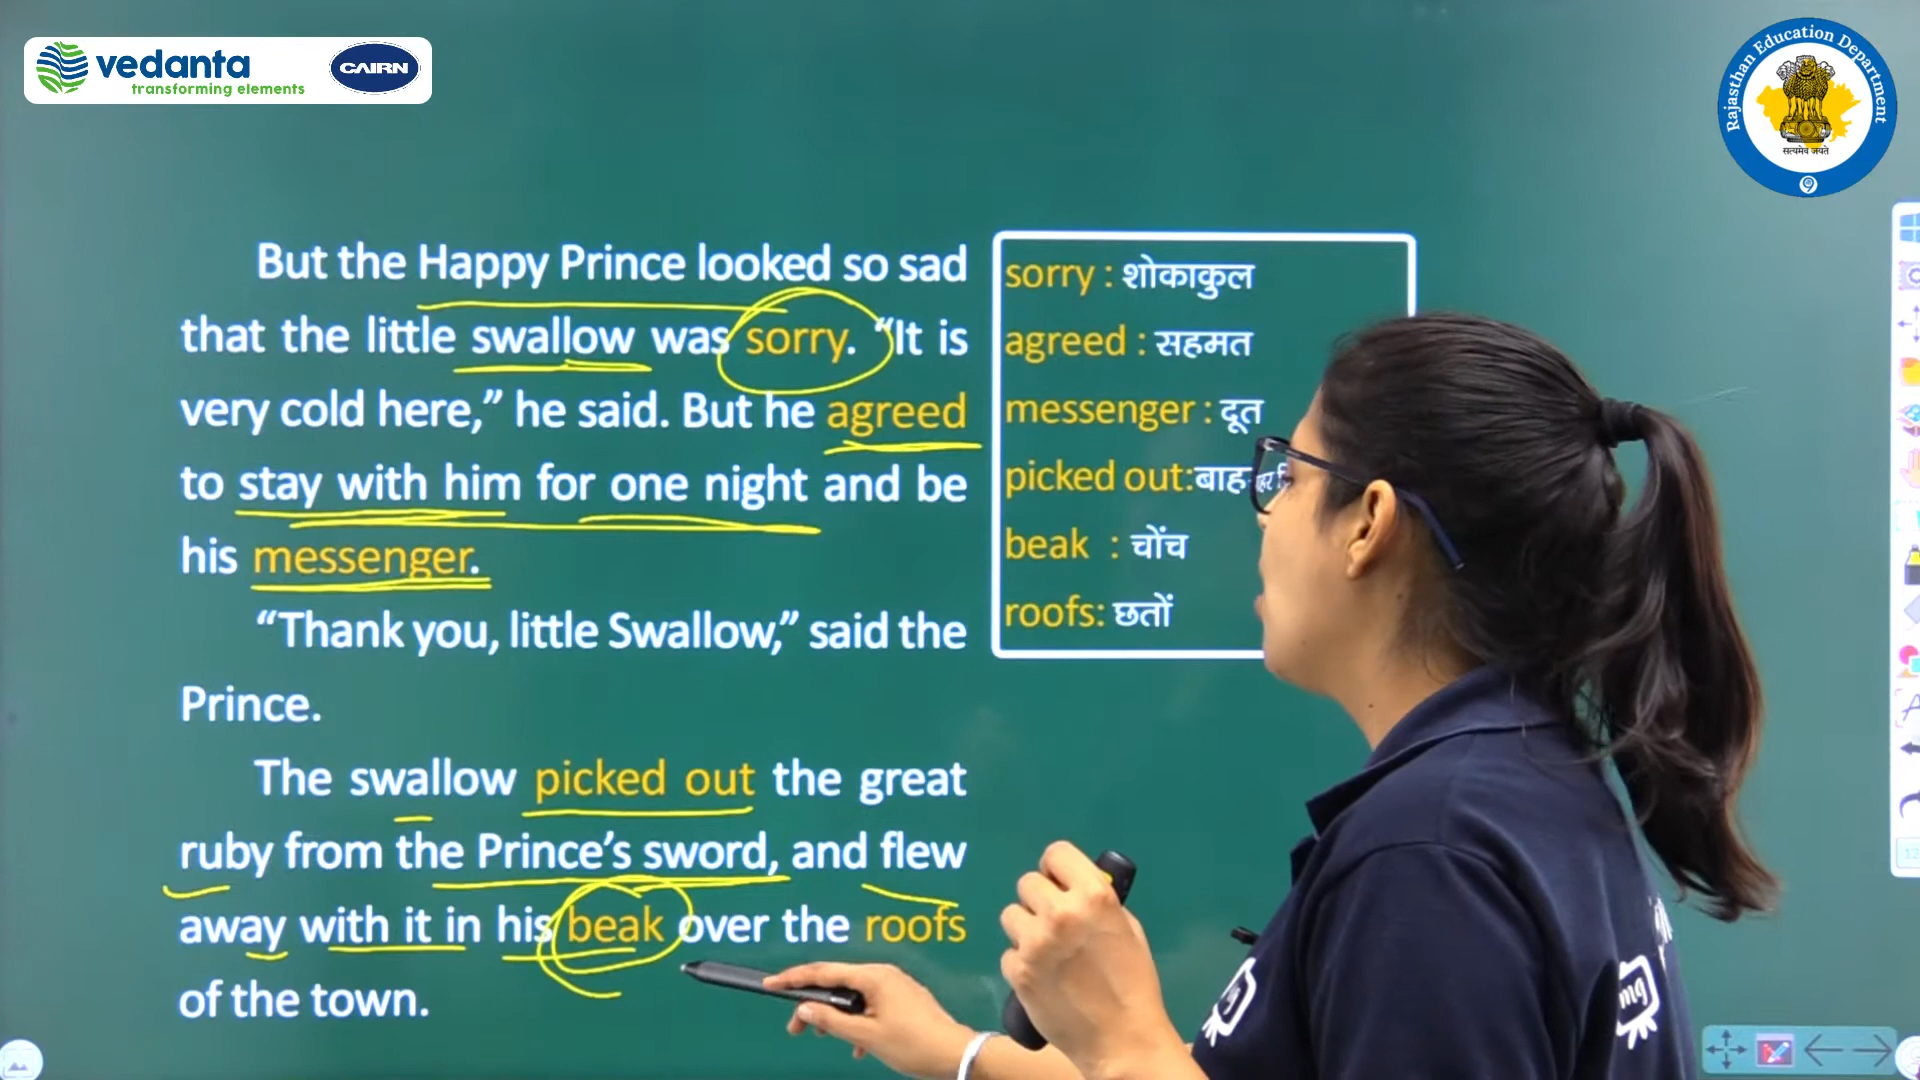 vedanta
transforming elements
CAIRN
Rajasthan Education Department
सत्यमेव जयते
But the Happy Prince looked so sad
that the little swallow was sorry. “It is
very cold here,” he said. But he agreed
to stay with him for one night and be
his messenger.
“Thank you, little Swallow,” said the
Prince.
The swallow picked out the great
ruby from the Prince’s sword, and flew
away with it in his beak over the roofs
of the town.
sorry : शोकाकुल
agreed : सहमत
messenger : दूत
picked out:
beak : चोंच
roofs: छतों
mg